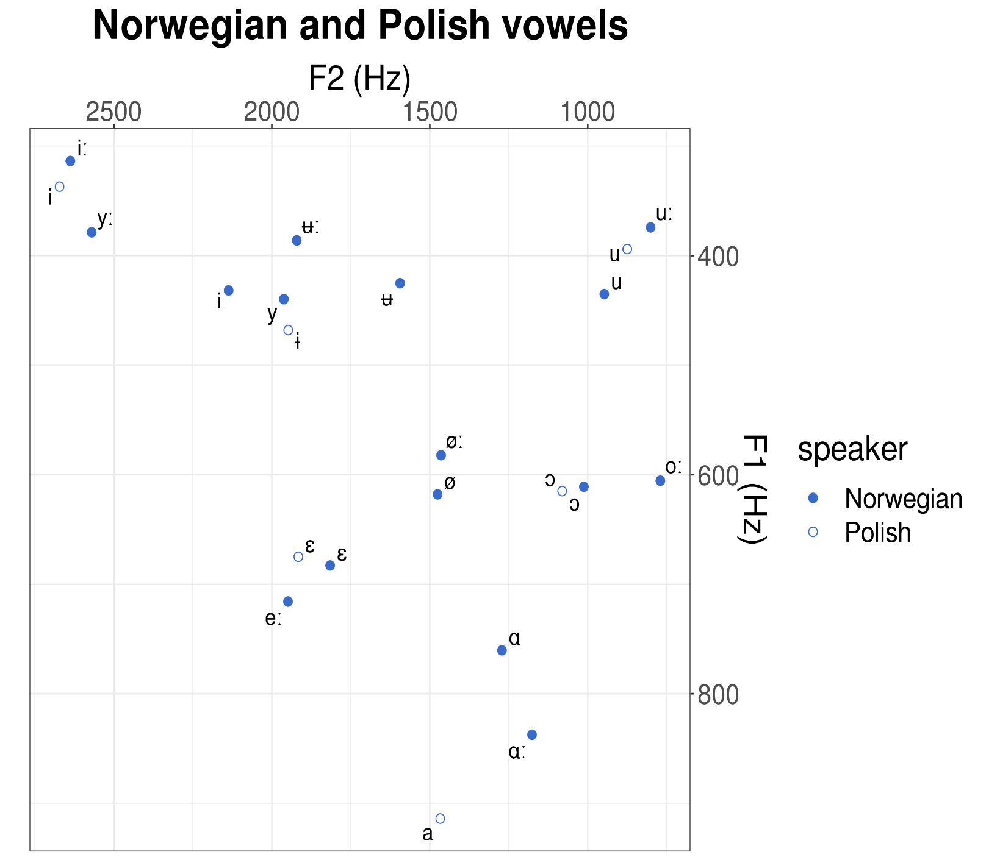 Norwegian and Polish vowels
F2 (Hz)
2500 2000 1500 1000
iː
i
yː
ʉː
uː
u
400
u
i
ʉ
y
ɨ
øː
oː
ø
ɔ
600
ɔ
F1 (Hz)
speaker
Norwegian
Polish
ɛ
ɛ
eː
ɑ
800
ɑː
a